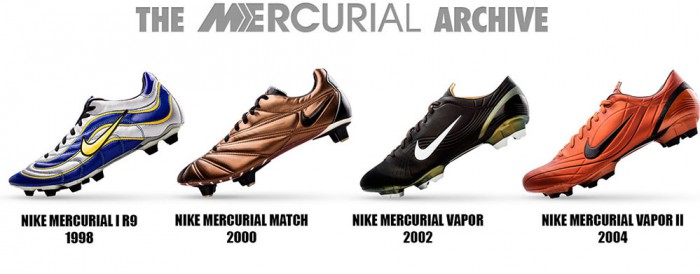 THE MERCURIAL ARCHIVE
NIKE MERCURIAL I R9
1998
NIKE MERCURIAL MATCH
2000
NIKE MERCURIAL VAPOR
2002
NIKE MERCURIAL VAPOR II
2004